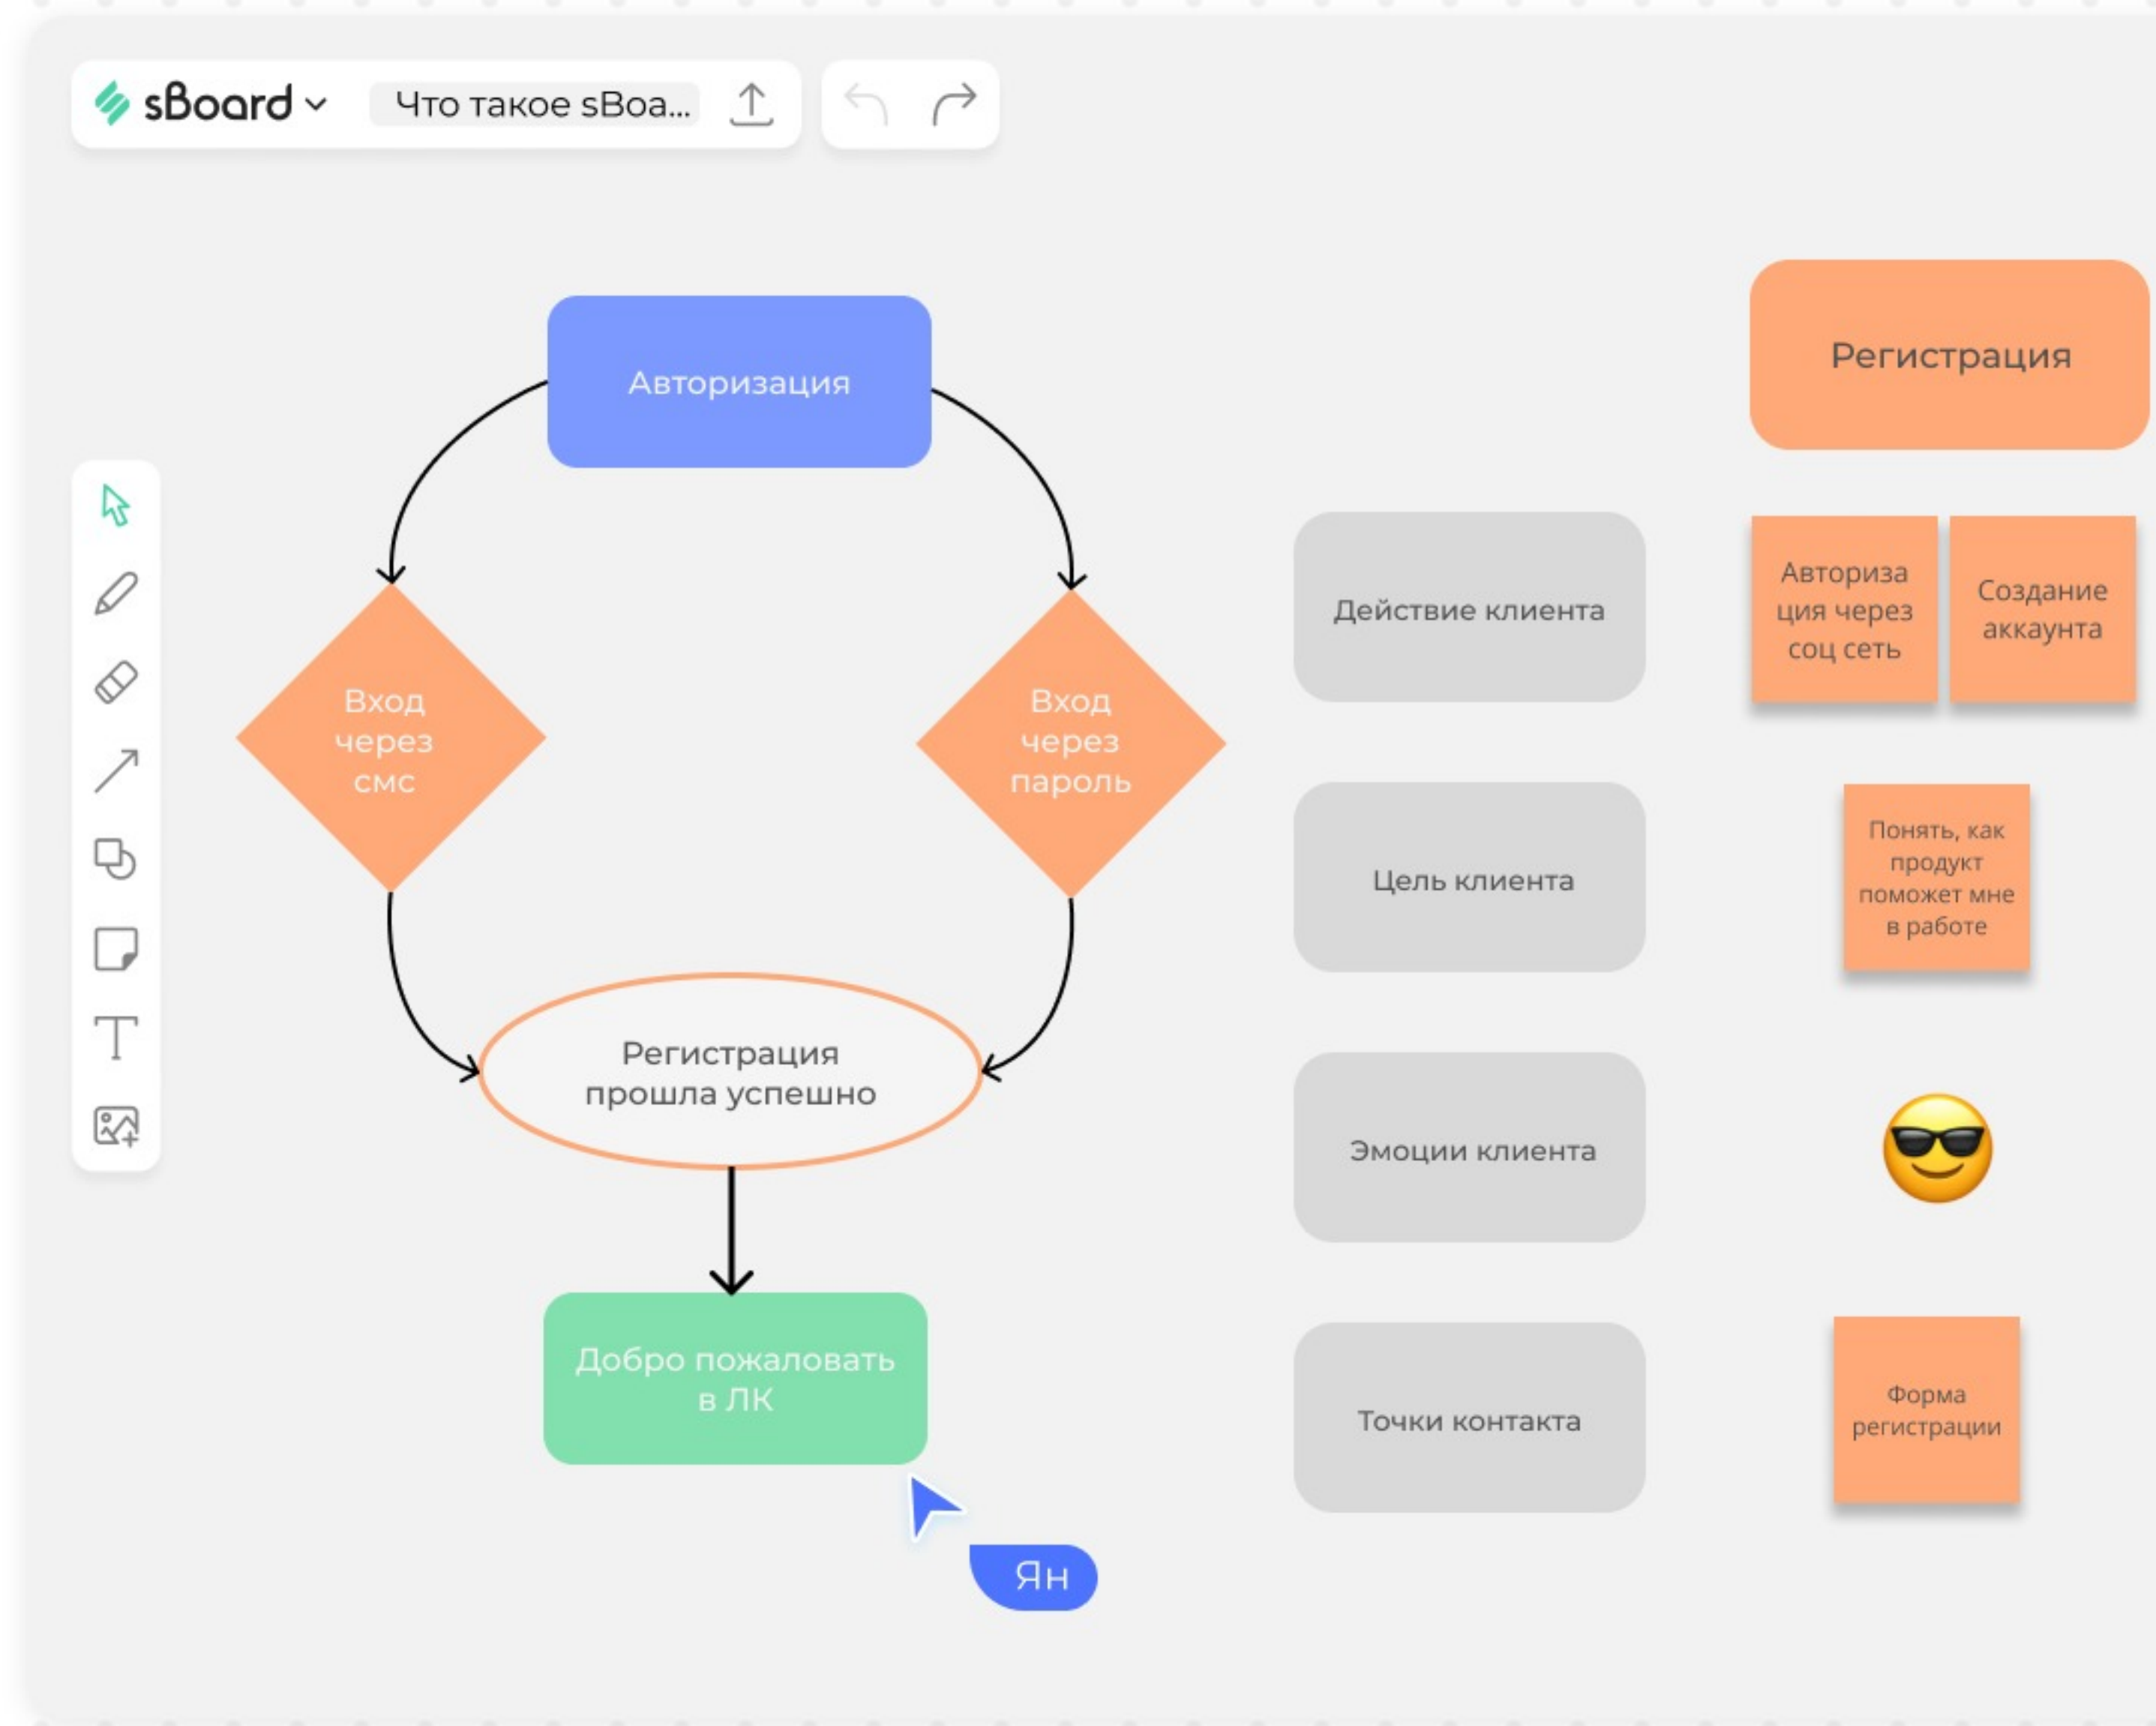 sBoard
Что такое sBoa...
Авторизация
Вход
через
смс
Вход
через
пароль
Регистрация
прошла успешно
Добро пожаловать
в ЛК
Ян
Регистрация
Действие клиента
Авториза
ция через
соц сеть
Создание
аккаунта
Цель клиента
Понять, как
продукт
поможет мне
в работе
Эмоции клиента
Точки контакта
Форма
регистрации